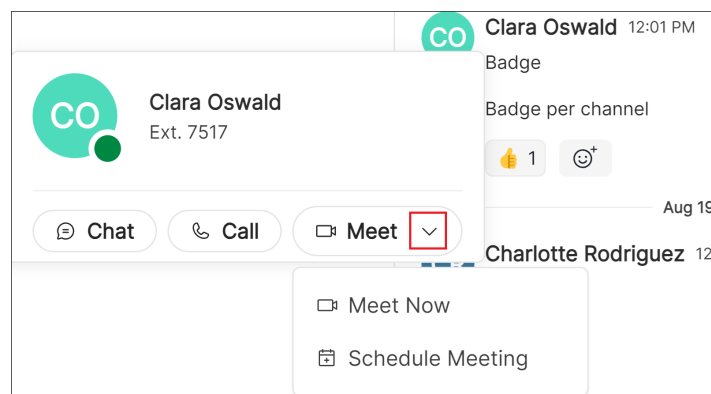 CO
Clara Oswald 12:01 PM
Badge
Badge per channel
👍 1
Aug 19
Charlotte Rodriguez 12
CO
Clara Oswald
Ext. 7517
Chat
Call
Meet
Meet Now
Schedule Meeting